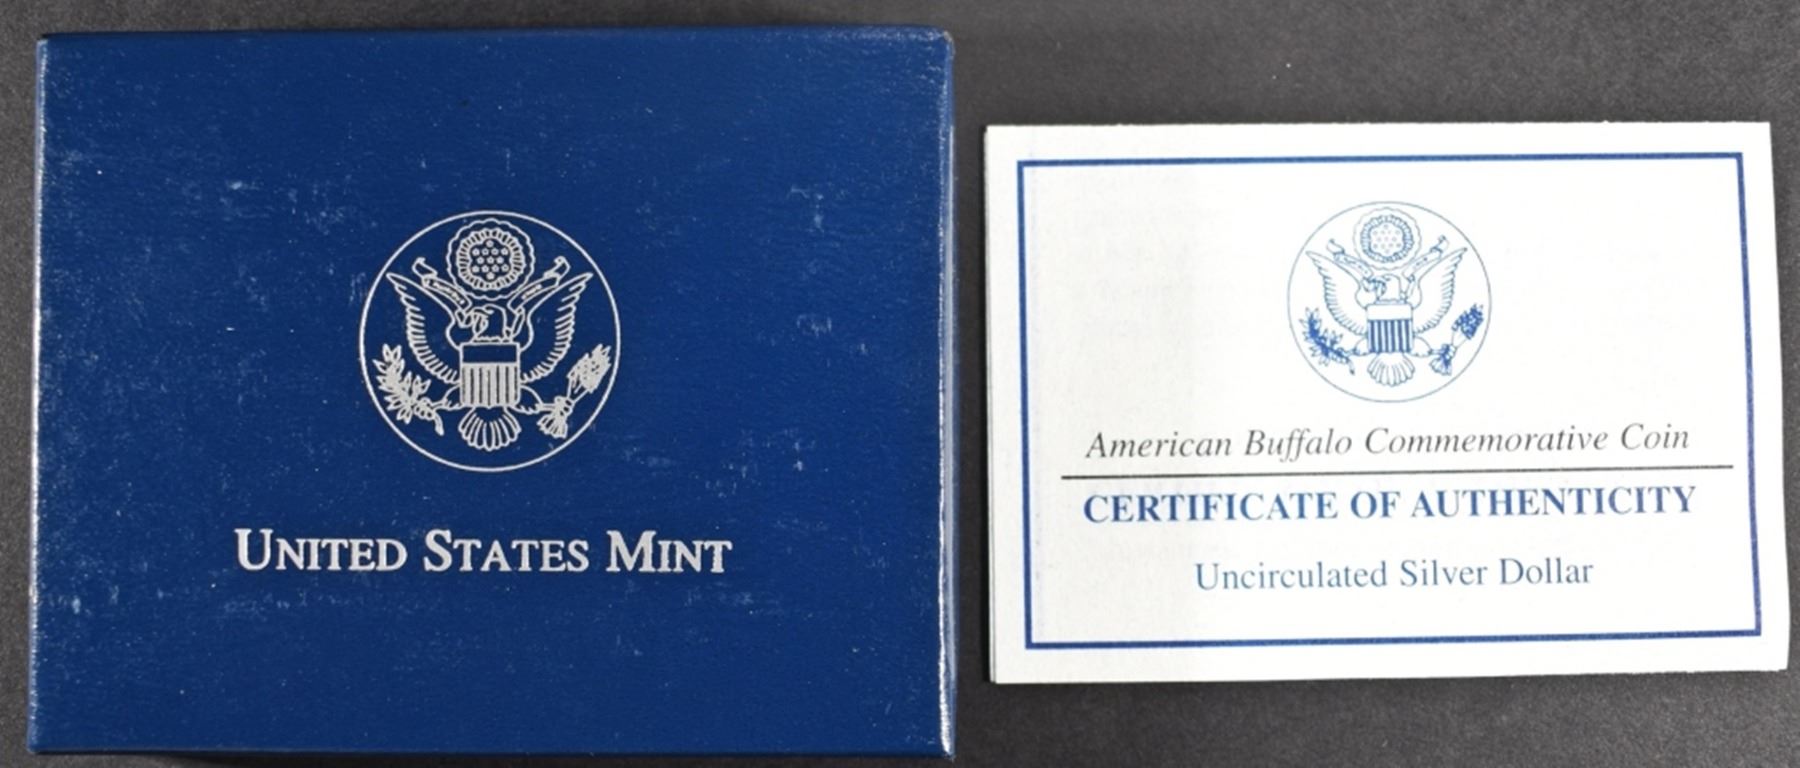 UNITED STATES MINT
American Buffalo Commemorative Coin
CERTIFICATE OF AUTHENTICITY
Uncirculated Silver Dollar